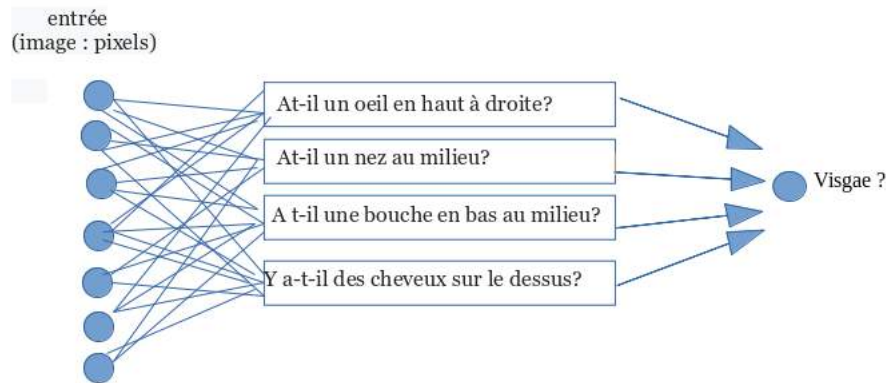 entrée
(image : pixels)
At-il un oeil en haut à droite?
At-il un nez au milieu?
A t-il une bouche en bas au milieu?
Y a-t-il des cheveux sur le dessus?
Visgae ?